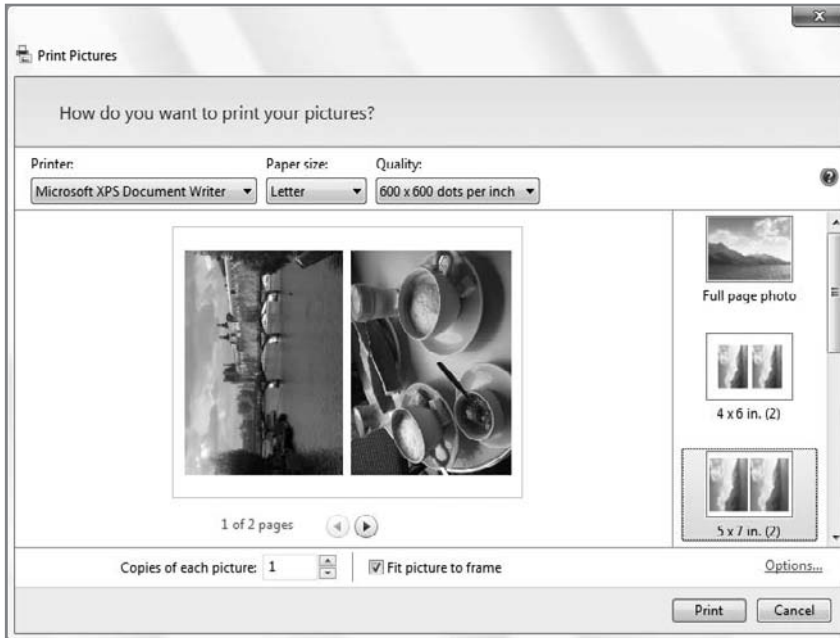 x
Print Pictures
How do you want to print your pictures?
Printer: Paper size: Quality:
Microsoft XPS Document Writer Letter 600 x 600 dots per inch
?
Full page photo
4 x 6 in. (2)
5 x 7 in. (2)
1 of 2 pages
Copies of each picture: 1 Fit picture to frame Options...
Print Cancel